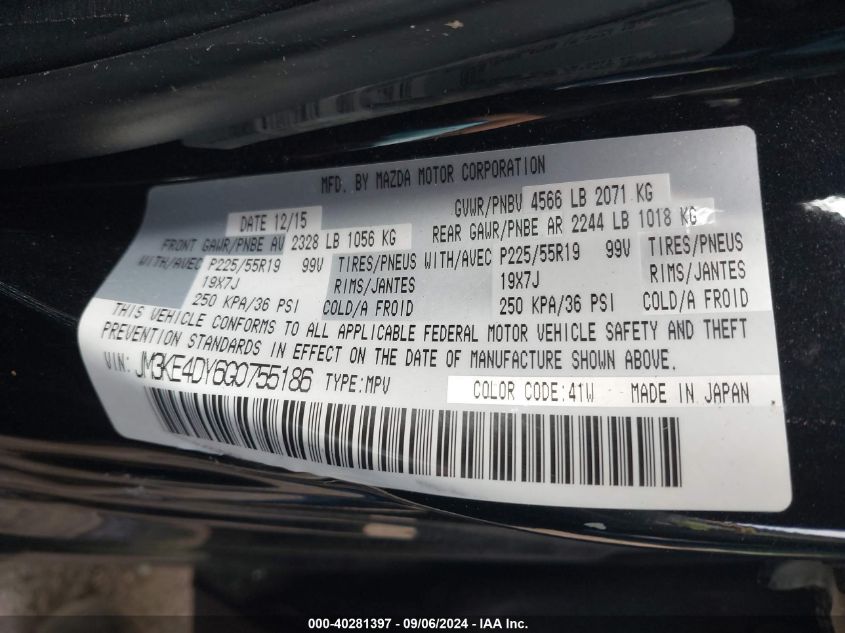 MFD. BY MAZDA MOTOR CORPORATION
DATE 12/15 GVWR/PNBV 4566 LB 2071 KG
FRONT GAWR/PNBE AV 2328 LB 1056 KG REAR GAWR/PNBE AR 2244 LB 1018 KG
WITH/AVEC P225/55R19 99V TIRES/PNEUS WITH/AVEC P225/55R19 99V TIRES/PNEUS
19X7J RIMS/JANTES 19X7J RIMS/JANTES
250 KPA/36 PSI COLD/A FROID 250 KPA/36 PSI COLD/A FROID
THIS VEHICLE CONFORMS TO ALL APPLICABLE FEDERAL MOTOR VEHICLE SAFETY AND THEFT
PREVENTION STANDARDS IN EFFECT ON THE DATE OF MANUFACTURE SHOWN ABOVE.
VIN: JM3KE4DY6G0755186 TYPE:MPV COLOR CODE:41W MADE IN JAPAN
000-40281397 - 09/06/2024 - IAA Inc.